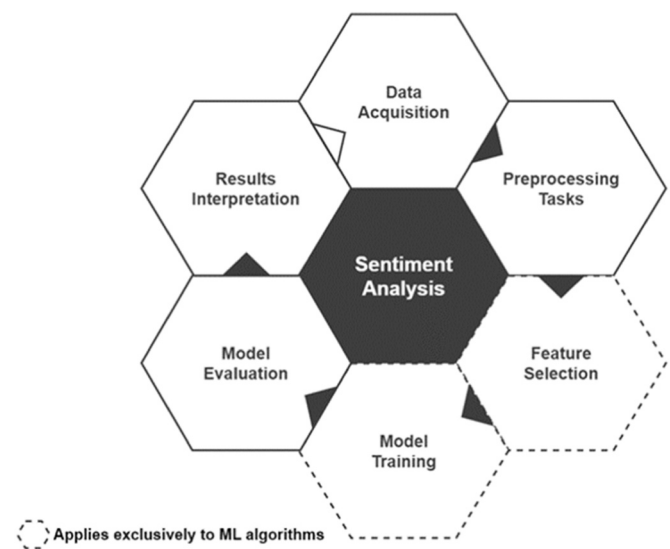 Data
Acquisition
Preprocessing
Tasks
Results
Interpretation
Sentiment
Analysis
Feature
Selection
Model
Evaluation
Model
Training
Applies exclusively to ML algorithms